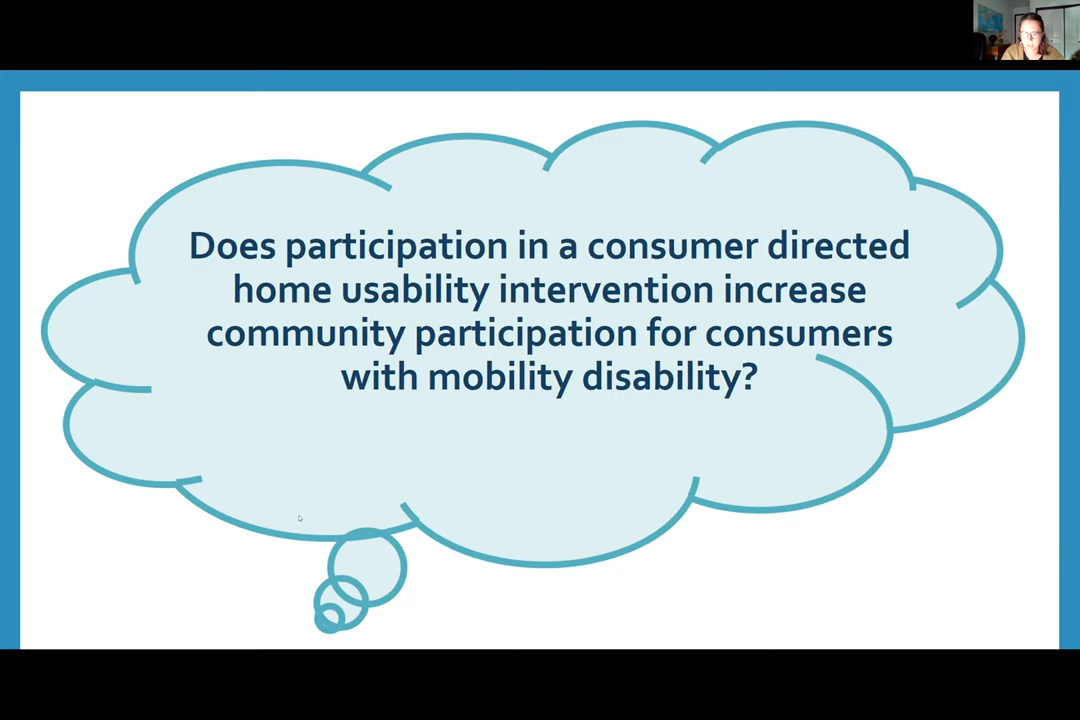 Does participation in a consumer directed
home usability intervention increase
community participation for consumers
with mobility disability?